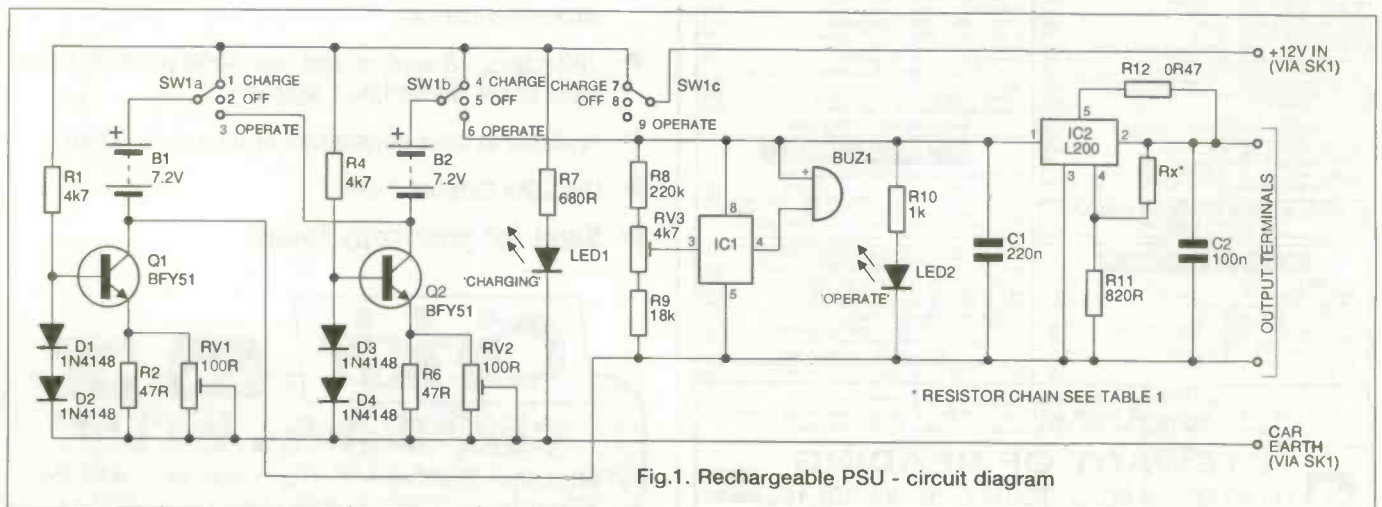 1 CHARGE
2 OFF
3 OPERATE
SW1a
B1
7.2V
R1
4k7
Q1
BFY51
D1
1N4148
D2
1N4148
R2
47R
RV1
100R
SW1b
4 CHARGE
5 OFF
6 OPERATE
R4
4k7
B2
7.2V
Q2
BFY51
D3
1N4148
D4
1N4148
R6
47R
RV2
100R
R7
680R
LED1
'CHARGING'
CHARGE 7
OFF 8
9 OPERATE
SW1c
R8
220k
RV3
4k7
R9
18k
3
8
IC1
4
5
BUZ1
+
R10
1k
LED2
'OPERATE'
C1
220n
R12 0R47
5
1
IC2
L200
2
3
4
Rx*
R11
820R
C2
100n
+12V IN
(VIA SK1)
OUTPUT TERMINALS
* RESISTOR CHAIN SEE TABLE 1
CAR
EARTH
(VIA SK1)
Fig.1. Rechargeable PSU - circuit diagram